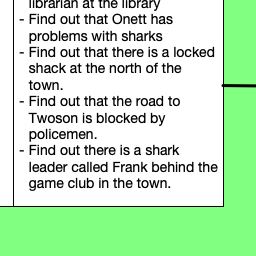 librarian at the library
- Find out that Onett has
problems with sharks
- Find out that there is a locked
shack at the north of the
town.
- Find out that the road to
Twoson is blocked by
policemen.
- Find out there is a shark
leader called Frank behind the
game club in the town.